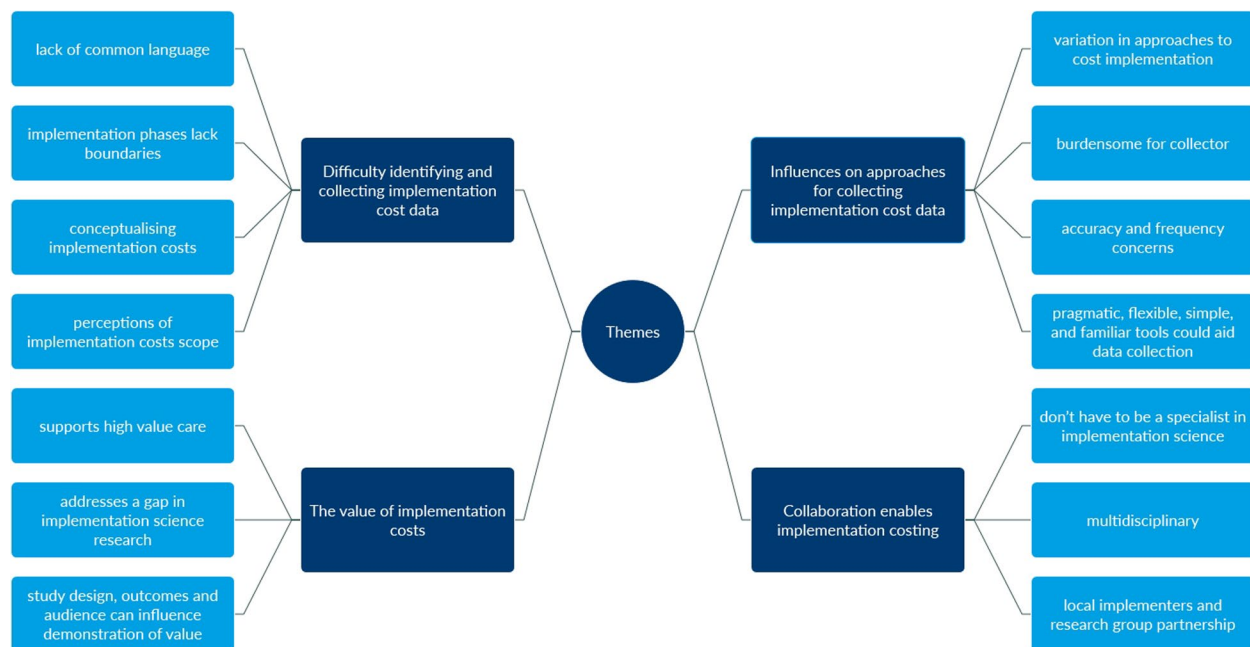 lack of common language
implementation phases lack
boundaries
conceptualising
implementation costs
perceptions of
implementation costs scope
supports high value care
addresses a gap in
implementation science
research
study design, outcomes and
audience can influence
demonstration of value
Difficulty identifying and
collecting implementation
cost data
The value of implementation
costs
Themes
Influences on approaches
for collecting
implementation cost data
Collaboration enables
implementation costing
variation in approaches to
cost implementation
burdensome for collector
accuracy and frequency
concerns
pragmatic, flexible, simple,
and familiar tools could aid
data collection
don't have to be a specialist in
implementation science
multidisciplinary
local implementers and
research group partnership